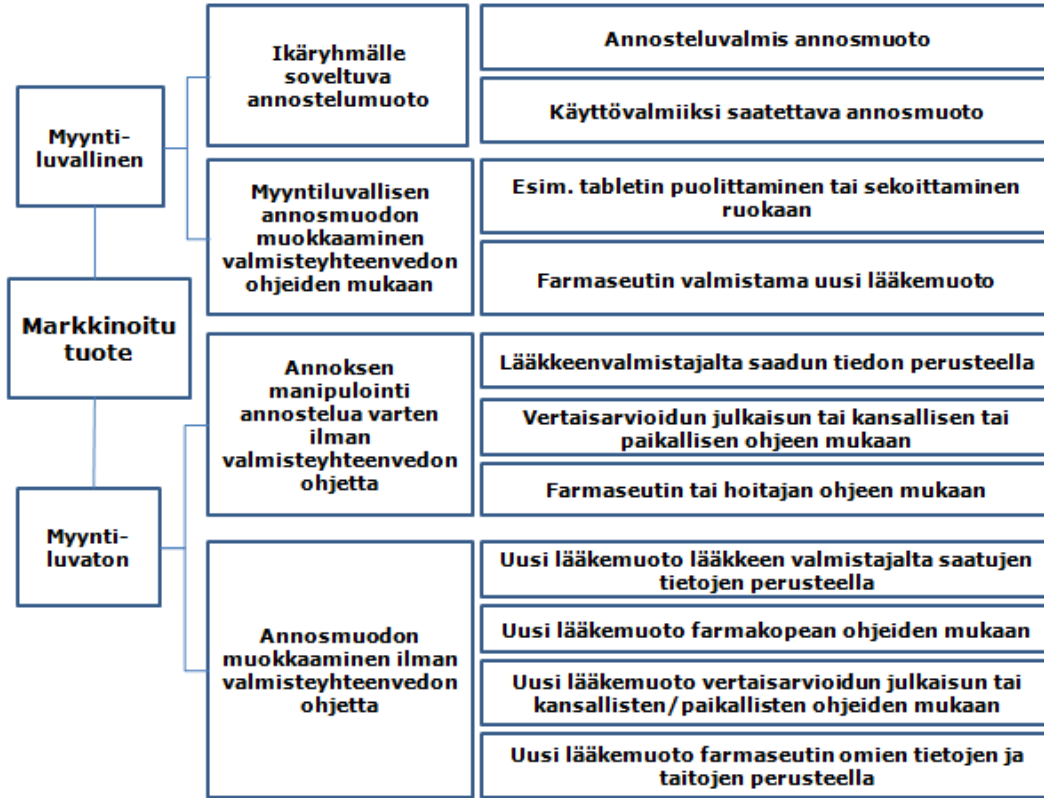 Markkinoitu
tuote
Myynti-
luvallinen
Ikäryhmälle
soveltuva
annostelumuoto
Annosteluvalmis annosmuoto
Käyttövalmiiksi saatettava annosmuoto
Myyntiluvallisen
annosmuodon
muokkaaminen
valmisteyhteenvedon
ohjeiden mukaan
Esim. tabletin puolittaminen tai sekoittaminen
ruokaan
Farmaseutin valmistama uusi lääkemuoto
Myynti-
luvaton
Annoksen
manipulointi
annostelua varten
ilman
valmisteyhteenvedon
ohjetta
Lääkkeenvalmistajalta saadun tiedon perusteella
Vertaisarvioidun julkaisun tai kansallisen tai
paikallisen ohjeen mukaan
Farmaseutin tai hoitajan ohjeen mukaan
Annosmuodon
muokkaaminen ilman
valmisteyhteenvedon
ohjetta
Uusi lääkemuoto lääkkeen valmistajalta saatujen
tietojen perusteella
Uusi lääkemuoto farmakopean ohjeiden mukaan
Uusi lääkemuoto vertaisarvioidun julkaisun tai
kansallisten/paikallisten ohjeiden mukaan
Uusi lääkemuoto farmaseutin omien tietojen ja
taitojen perusteella